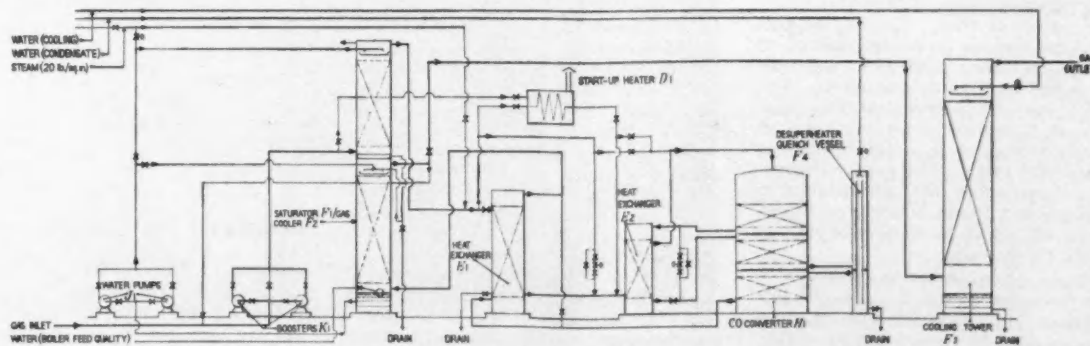 WATER (COOLING)
WATER (CONDENSATE)
STEAM (20 lb./sq.in)
START-UP HEATER D1
GAS
OUTLET
DESUPERHEATER
QUENCH VESSEL
F4
SATURATOR F1/GAS
COOLER F2
HEAT
EXCHANGER
E1
HEAT
EXCHANGER
E2
WATER PUMPS
GAS INLET
WATER (BOILER FEED QUALITY)
BOOSTERS K1
DRAIN
DRAIN
CO CONVERTER H1
DRAIN
COOLING TOWER
F3
DRAIN